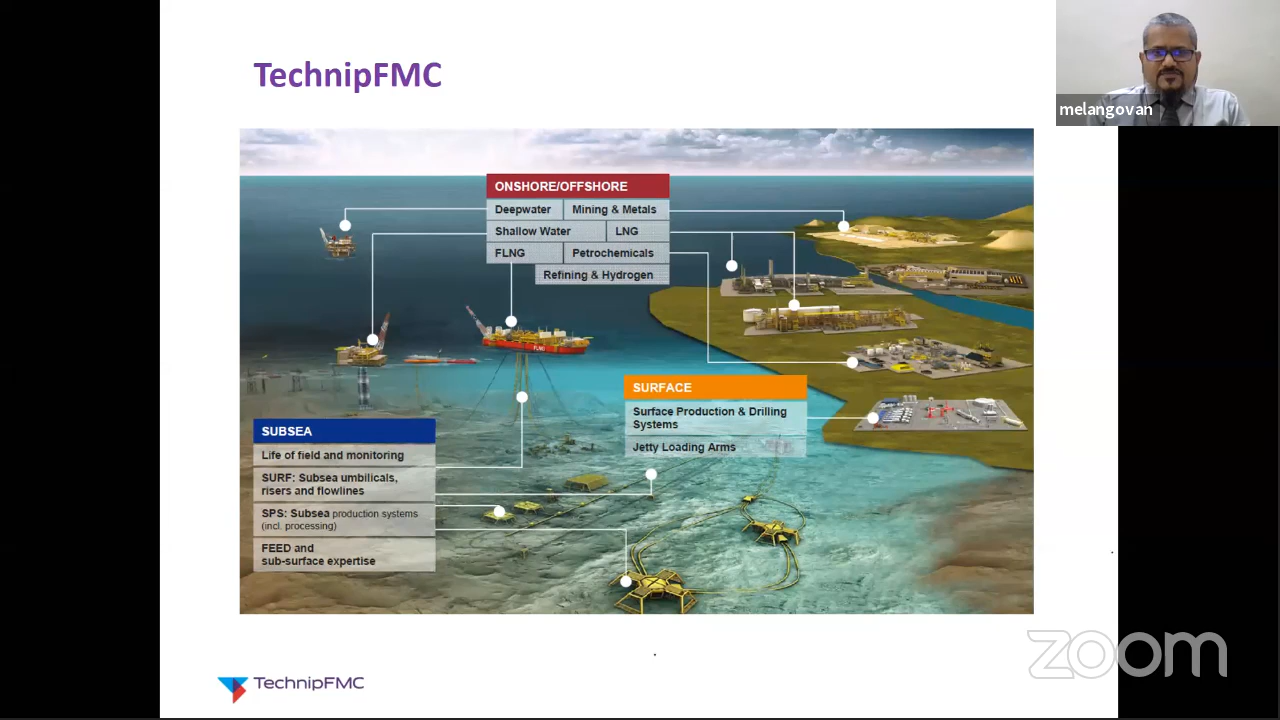 TechnipFMC
melangovan
ONSHORE/OFFSHORE
Deepwater
Mining & Metals
Shallow Water
LNG
FLNG
Petrochemicals
Refining & Hydrogen
FLNG
SURFACE
Surface Production & Drilling
Systems
Jetty Loading Arms
SUBSEA
Life of field and monitoring
SURF: Subsea umbilicals,
risers and flowlines
SPS: Subsea production systems
(incl. processing)
FEED and
sub-surface expertise
zoom
TechnipFMC